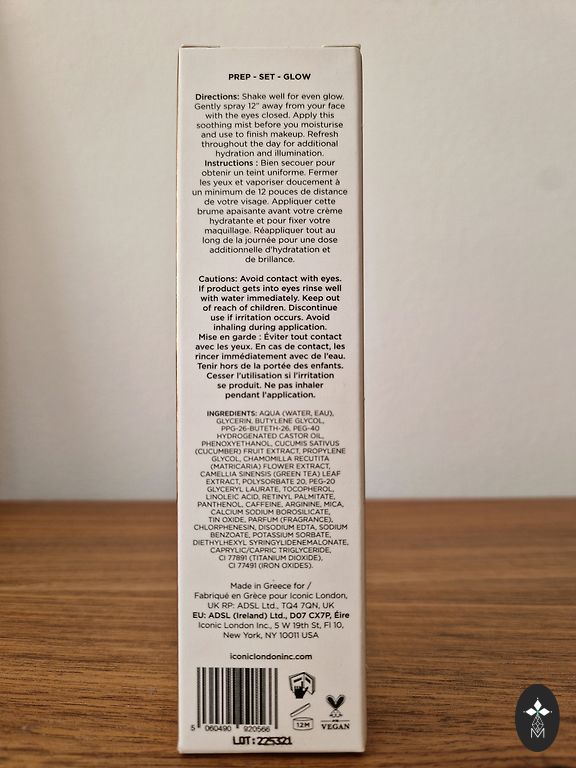 PREP - SET - GLOW
Directions: Shake well for even glow.
Gently spray 12" away from your face
with the eyes closed. Apply this
soothing mist before you moisturise
and use to finish makeup. Refresh
throughout the day for additional
hydration and illumination.
Instructions : Bien secouer pour
obtenir un teint uniforme. Fermer
les yeux et vaporiser doucement à
un minimum de 12 pouces de distance
de votre visage. Appliquer cette
brume apaisante avant votre crème
hydratante et pour fixer votre
maquillage. Réappliquer tout au
long de la journée pour une dose
additionnelle d'hydratation et
de brillance.
Cautions: Avoid contact with eyes.
If product gets into eyes rinse well
with water immediately. Keep out
of reach of children. Discontinue
use if irritation occurs. Avoid
inhaling during application.
Mise en garde : Éviter tout contact
avec les yeux. En cas de contact, les
rincer immédiatement avec de l'eau.
Tenir hors de la portée des enfants.
Cesser l'utilisation si l'irritation
se produit. Ne pas inhaler
pendant l'application.
INGREDIENTS: AQUA (WATER, EAU),
GLYCERIN, BUTYLENE GLYCOL,
PPG-26-BUTETH-26, PEG-40
HYDROGENATED CASTOR OIL,
PHENOXYETHANOL, CUCUMIS SATIVUS
(CUCUMBER) FRUIT EXTRACT, PROPYLENE
GLYCOL, CHAMOMILLA RECUTITA
(MATRICARIA) FLOWER EXTRACT,
CAMELLIA SINENSIS (GREEN TEA) LEAF
EXTRACT, POLYSORBATE 20, PEG-20
GLYCERYL LAURATE, TOCOPHEROL,
LINOLEIC ACID, RETINYL PALMITATE,
PANTHENOL, CAFFEINE, ARGININE, MICA,
CALCIUM SODIUM BOROSILICATE,
TIN OXIDE, PARFUM (FRAGRANCE),
CHLORPHENESIN, DISODIUM EDTA, SODIUM
BENZOATE, POTASSIUM SORBATE,
DIETHYLHEXYL SYRINGYLIDENEMALONATE,
CAPRYLIC/CAPRIC TRIGLYCERIDE,
CI 77891 (TITANIUM DIOXIDE),
CI 77491 (IRON OXIDES).
Made in Greece for /
Fabriqué en Grèce pour Iconic London,
UK RP: ADSL Ltd., TQ4 7QN, UK
EU: ADSL (Ireland) Ltd., D07 CX7P, Éire
Iconic London Inc., 5 W 19th St, Fl 10,
New York, NY 10011 USA
iconiclondoninc.com
12M
VEGAN
5 060490 920566
LOT: 225321